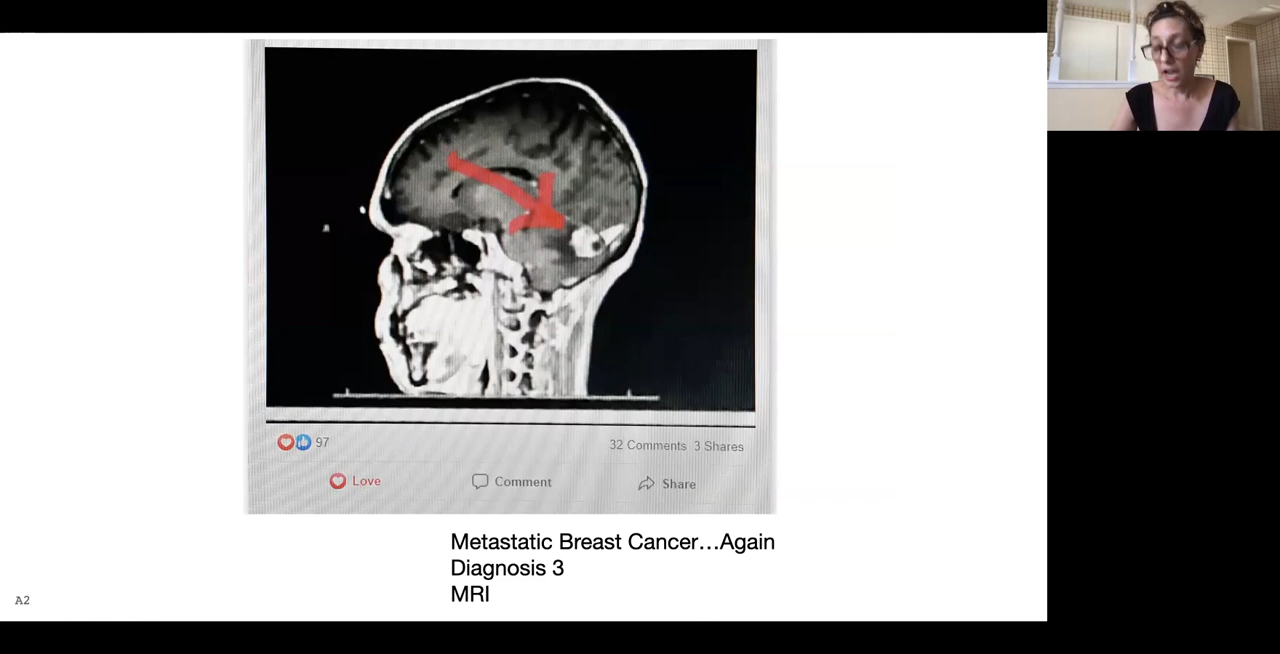 97
32 Comments 3 Shares
Love
Comment
Share
Metastatic Breast Cancer…Again
Diagnosis 3
MRI
A2